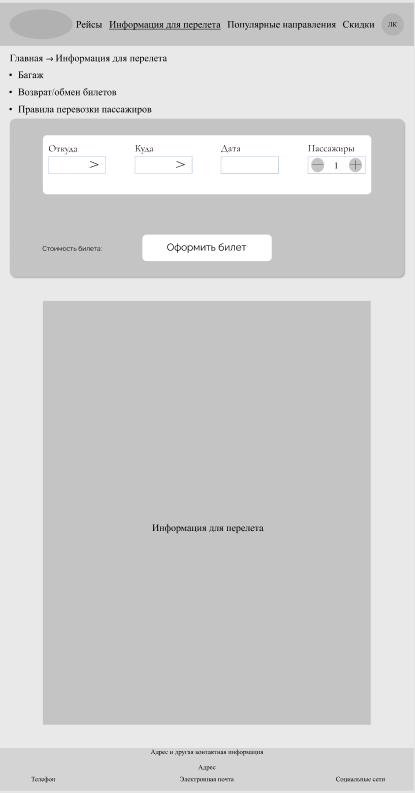 Рейсы Информация для перелета Популярные направления Скидки ЛК
Главная → Информация для перелета
• Багаж
• Возврат/обмен билетов
• Правила перевозки пассажиров
Откуда Куда Дата Пассажиры
> > — 1 +
Стоимость билета: Оформить билет
Информация для перелета
Адрес и другая контактная информация
Адрес
Телефон Электронная почта Социальные сети